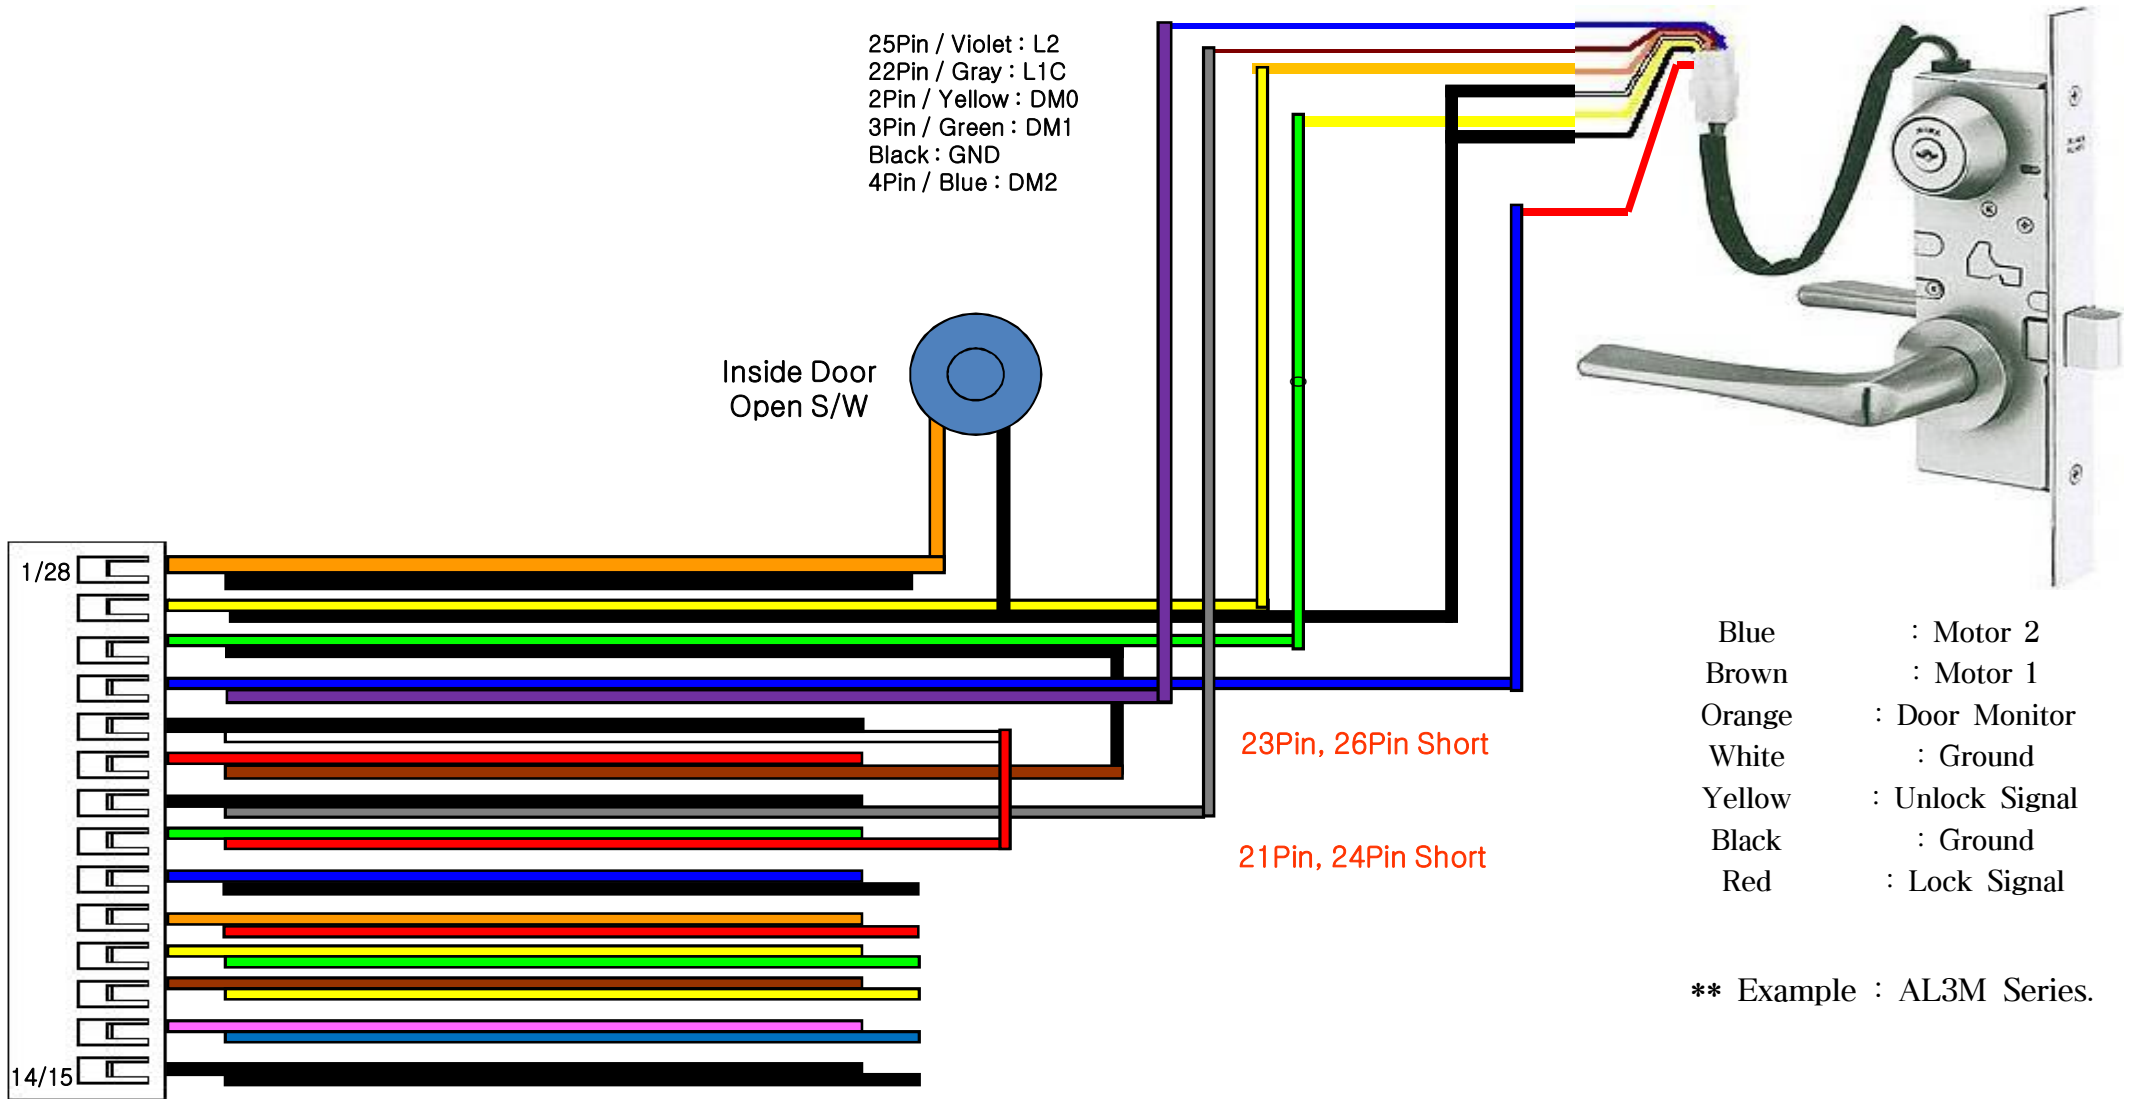 25Pin / Violet : L2
22Pin / Gray : L1C
2Pin / Yellow : DM0
3Pin / Green : DM1
Black : GND
4Pin / Blue : DM2
Inside Door
Open S/W
1/28
14/15
23Pin, 26Pin Short
21Pin, 24Pin Short
Blue : Motor 2
Brown : Motor 1
Orange : Door Monitor
White : Ground
Yellow : Unlock Signal
Black : Ground
Red : Lock Signal
** Example : AL3M Series.